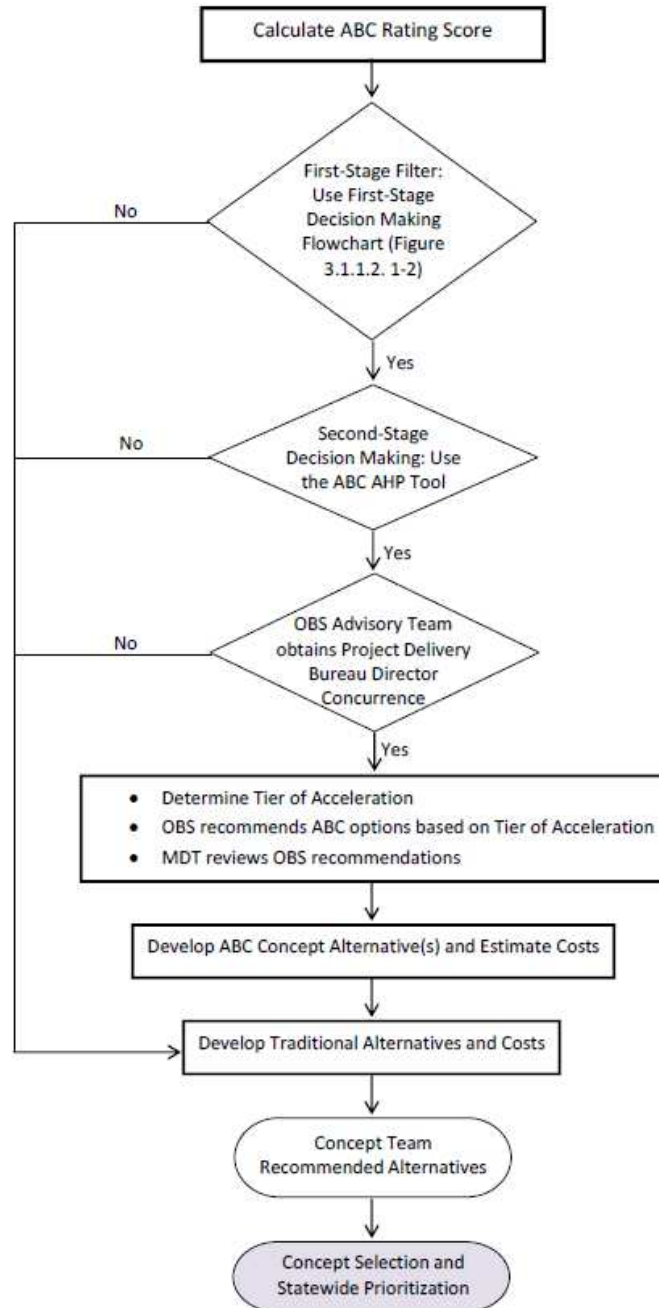 Calculate ABC Rating Score
First-Stage Filter:
Use First-Stage
Decision Making
Flowchart (Figure
3.1.1.2. 1-2)
No
Yes
Second-Stage
Decision Making: Use
the ABC AHP Tool
No
Yes
OBS Advisory Team
obtains Project Delivery
Bureau Director
Concurrence
No
Yes
• Determine Tier of Acceleration
• OBS recommends ABC options based on Tier of Acceleration
• MDT reviews OBS recommendations
Develop ABC Concept Alternative(s) and Estimate Costs
Develop Traditional Alternatives and Costs
Concept Team
Recommended Alternatives
Concept Selection and
Statewide Prioritization